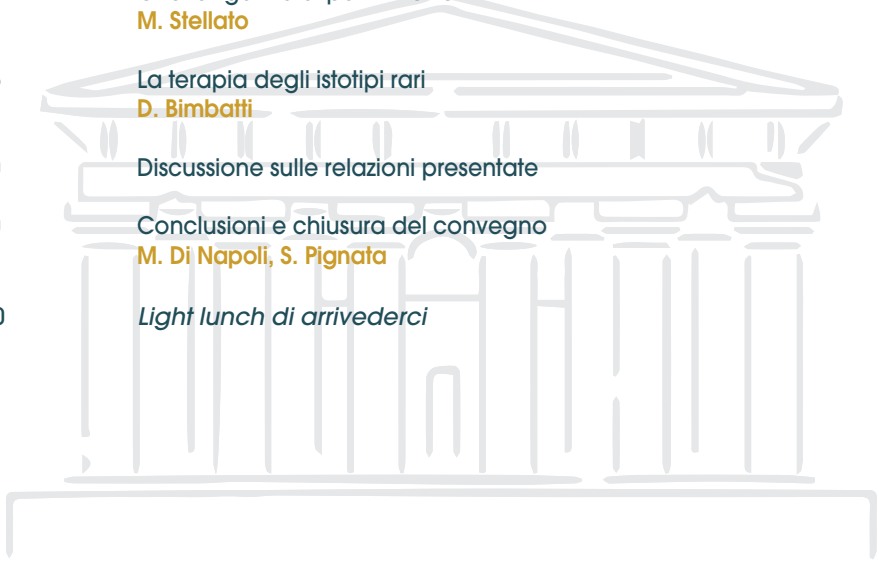 M. Stellato
La terapia degli istotipi rari
D. Bimbatti
Discussione sulle relazioni presentate
Conclusioni e chiusura del convegno
M. Di Napoli, S. Pignata
0 Light lunch di arrivederci